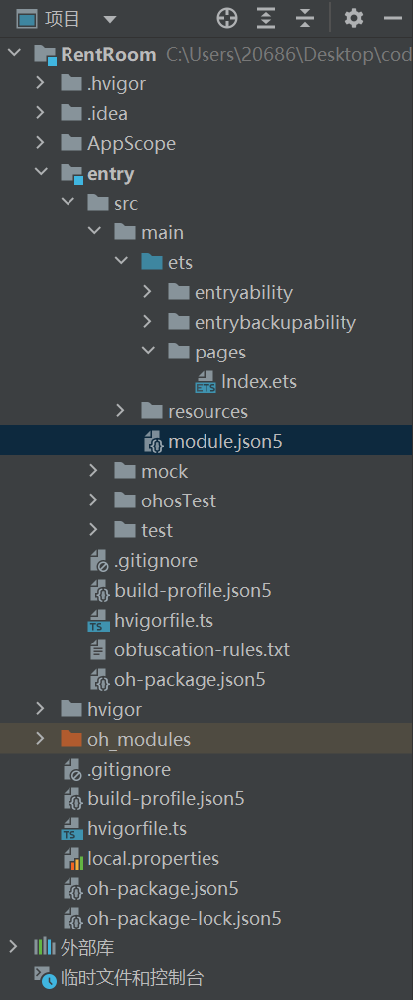 项目
RentRoom C:\Users\20686\Desktop\cod
.hvigor
.idea
AppScope
entry
src
main
ets
entryability
entrybackupability
pages
Index.ets
resources
module.json5
mock
ohosTest
test
.gitignore
build-profile.json5
hvigorfile.ts
obfuscation-rules.txt
oh-package.json5
hvigor
oh_modules
.gitignore
build-profile.json5
hvigorfile.ts
local.properties
oh-package.json5
oh-package-lock.json5
外部库
临时文件和控制台